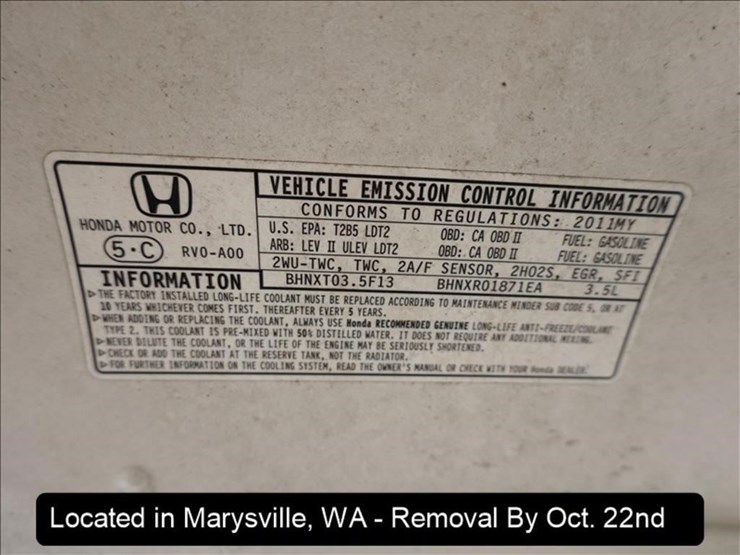 VEHICLE EMISSION CONTROL INFORMATION
CONFORMS TO REGULATIONS: 2011MY
HONDA MOTOR CO., LTD.
5·C RV0-A00
U.S. EPA: T2B5 LDT2 OBD: CA OBD II FUEL: GASOLINE
ARB: LEV II ULEV LDT2 OBD: CA OBD II FUEL: GASOLINE
2WU-TWC, TWC, 2A/F SENSOR, 2HO2S, EGR, SFI
BHNXT03.5F13 BHNXR01871EA 3.5L
INFORMATION
▷THE FACTORY INSTALLED LONG-LIFE COOLANT MUST BE REPLACED ACCORDING TO MAINTENANCE MINDER SUB CODE 5, OR AT
10 YEARS WHICHEVER COMES FIRST. THEREAFTER EVERY 5 YEARS.
▷WHEN ADDING OR REPLACING THE COOLANT, ALWAYS USE Honda RECOMMENDED GENUINE LONG-LIFE ANTI-FREEZE/COOLANT
TYPE 2. THIS COOLANT IS PRE-MIXED WITH 50% DISTILLED WATER. IT DOES NOT REQUIRE ANY ADDITIONAL MIXING.
▷NEVER DILUTE THE COOLANT, OR THE LIFE OF THE ENGINE MAY BE SERIOUSLY SHORTENED.
▷CHECK OR ADD THE COOLANT AT THE RESERVE TANK, NOT THE RADIATOR.
▷FOR FURTHER INFORMATION ON THE COOLING SYSTEM, READ THE OWNER'S MANUAL OR CHECK WITH YOUR Honda DEALER.
Located in Marysville, WA - Removal By Oct. 22nd